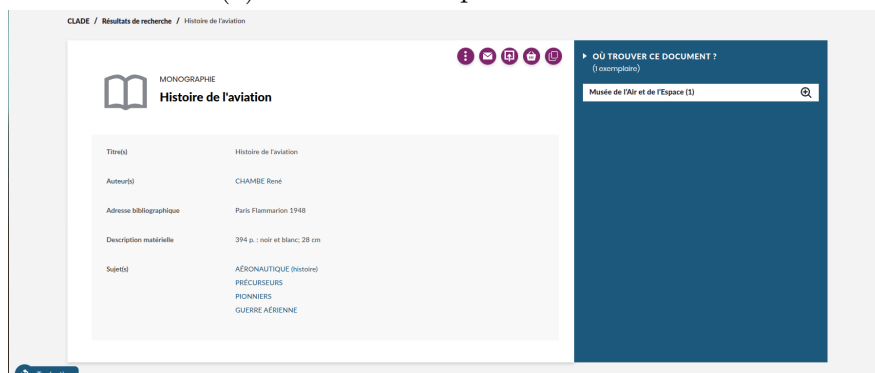 CLADE / Résultats de recherche / Histoire de l'aviation
MONOGRAPHIE
Histoire de l'aviation
Titre(s) Histoire de l'aviation
Auteur(s) CHAMBE René
Adresse bibliographique Paris Flammarion 1948
Description matérielle 394 p. : noir et blanc; 28 cm
Sujet(s) AÉRONAUTIQUE (histoire)
PRÉCURSEURS
PIONNIERS
GUERRE AÉRIENNE
OÙ TROUVER CE DOCUMENT ?
(1 exemplaire)
Musée de l'Air et de l'Espace (1)